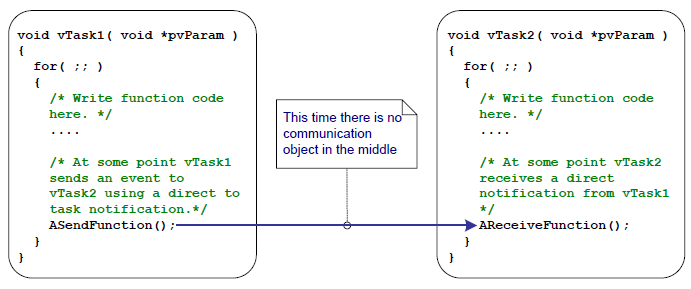 void vTask1( void *pvParam )
{
for( ;; )
{
/* Write function code
here. */
....
/* At some point vTask1
sends an event to
vTask2 using a direct to
task notification.*/
ASendFunction();
}
}
This time there is no
communication
object in the middle
void vTask2( void *pvParam )
{
for( ;; )
{
/* Write function code
here. */
....
/* At some point vTask2
receives a direct
notification from vTask1
*/
AReceiveFunction();
}
}